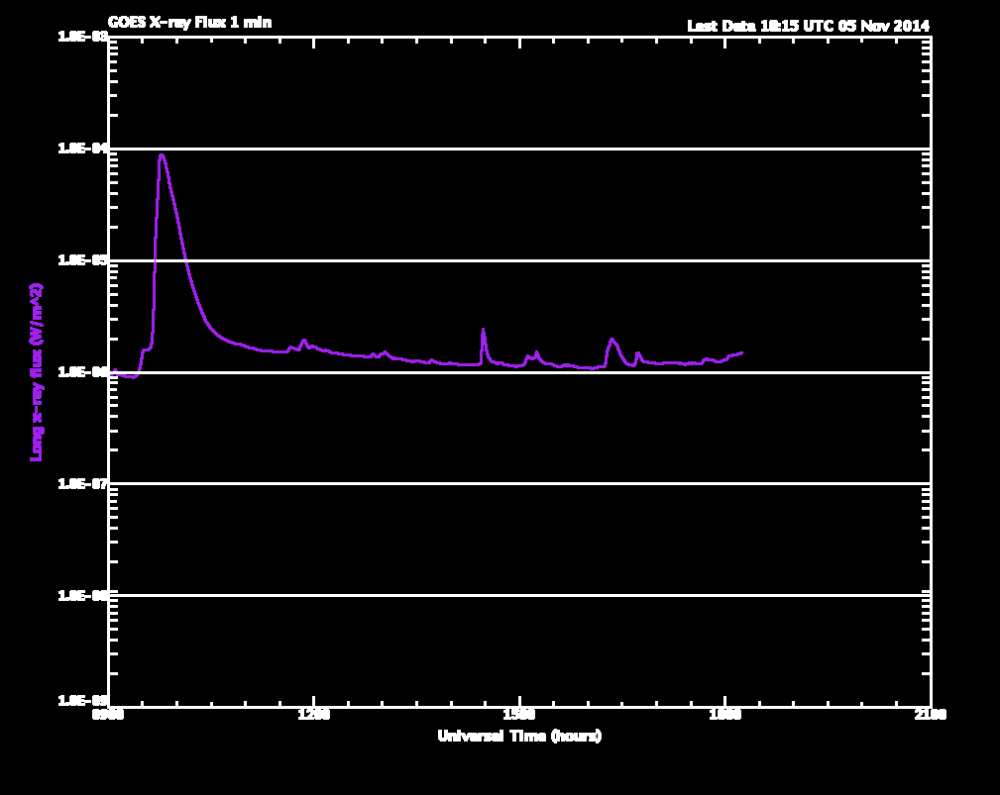 GOES X-ray Flux 1 min
Last Data 18:15 UTC 05 Nov 2014
1.0E-03
1.0E-04
1.0E-05
1.0E-06
1.0E-07
1.0E-08
1.0E-09
Long x-ray flux (W/m^2)
0900 1200 1500 1800 2100
Universal Time (hours)